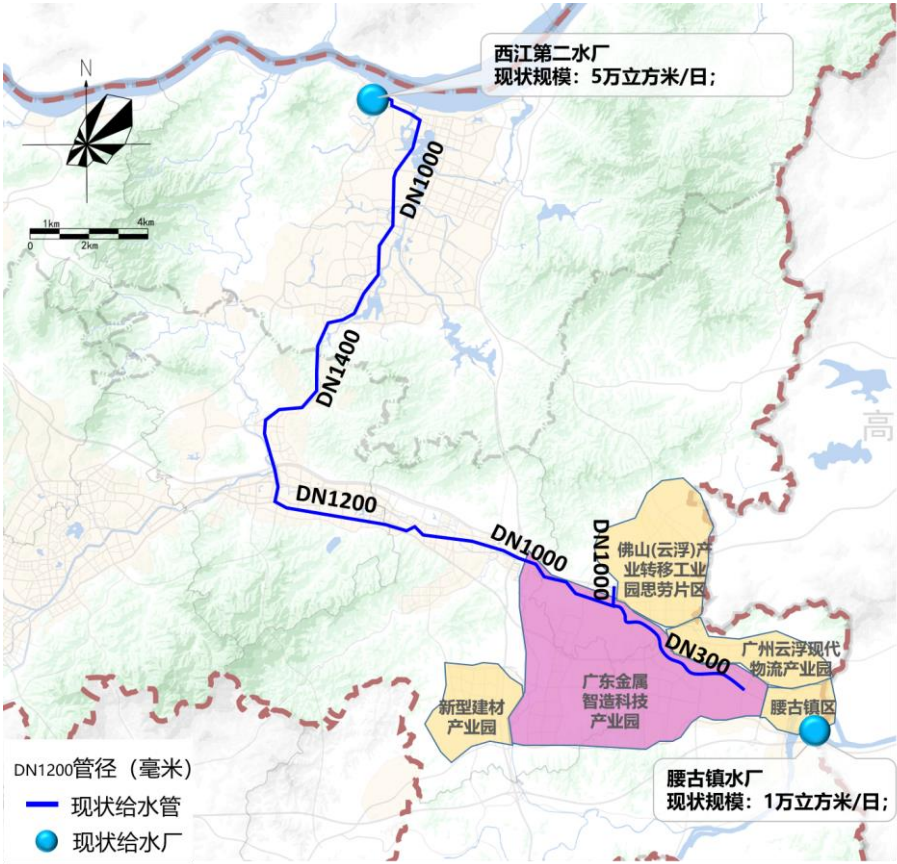 西江第二水厂
现状规模：5万立方米/日；
N
1km
4km
0
2km
DN1000
DN1400
DN1200
DN1000
DN1000
佛山(云浮)产
业转移工业
园思劳片区
高
DN300
广州云浮现代
物流产业园
广东金属
智造科技
产业园
新型建材
产业园
腰古镇区
腰古镇水厂
现状规模：1万立方米/日；
DN1200管径（毫米）
现状给水管
现状给水厂